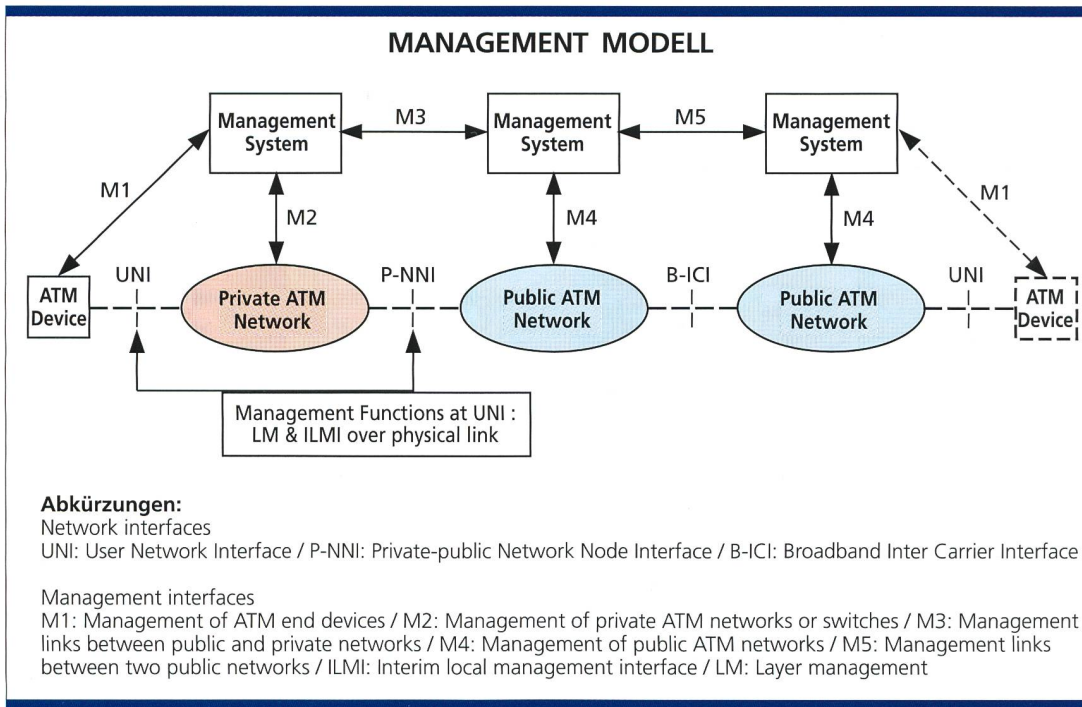 MANAGEMENT MODELL
Management
System
M3
Management
System
M5
Management
System
M1
M2
M4
M4
M1
ATM
Device
UNI
Private ATM
Network
P-NNI
Public ATM
Network
B-ICI
Public ATM
Network
UNI
ATM
Device
Management Functions at UNI :
LM & ILMI over physical link
Abkürzungen:
Network interfaces
UNI: User Network Interface / P-NNI: Private-public Network Node Interface / B-ICI: Broadband Inter Carrier Interface
Management interfaces
M1: Management of ATM end devices / M2: Management of private ATM networks or switches / M3: Management
links between public and private networks / M4: Management of public ATM networks / M5: Management links
between two public networks / ILMI: Interim local management interface / LM: Layer management